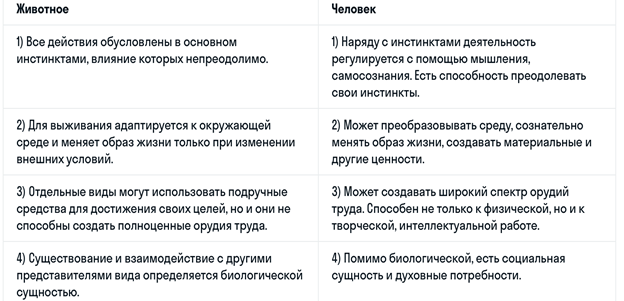 Животное
Человек
1) Все действия обусловлены в основном
инстинктами, влияние которых непреодолимо.
1) Наряду с инстинктами деятельность
регулируется с помощью мышления,
самосознания. Есть способность преодолевать
свои инстинкты.
2) Для выживания адаптируется к окружающей
среде и меняет образ жизни только при изменении
внешних условий.
2) Может преобразовывать среду, сознательно
менять образ жизни, создавать материальные и
другие ценности.
3) Отдельные виды могут использовать подручные
средства для достижения своих целей, но и они не
способны создать полноценные орудия труда.
3) Может создавать широкий спектр орудий
труда. Способен не только к физической, но и к
творческой, интеллектуальной работе.
4) Существование и взаимодействие с другими
представителями вида определяется биологической
сущностью.
4) Помимо биологической, есть социальная
сущность и духовные потребности.